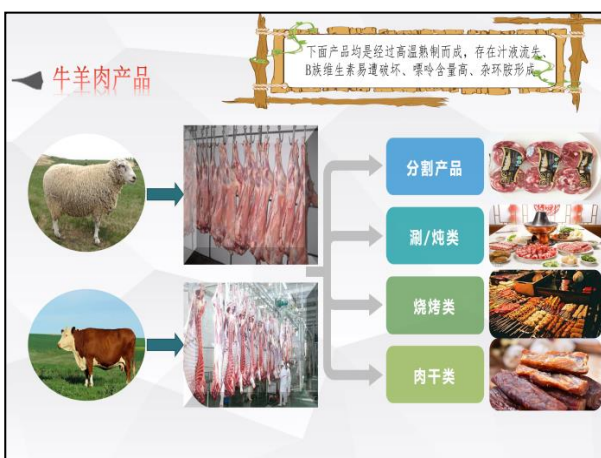 下面产品均是经过高温熟制而成，存在汁液流失、
B族维生素易遭破坏、嘌呤含量高、杂环胺形成
牛羊肉产品
分割产品
涮/炖类
烧烤类
肉干类